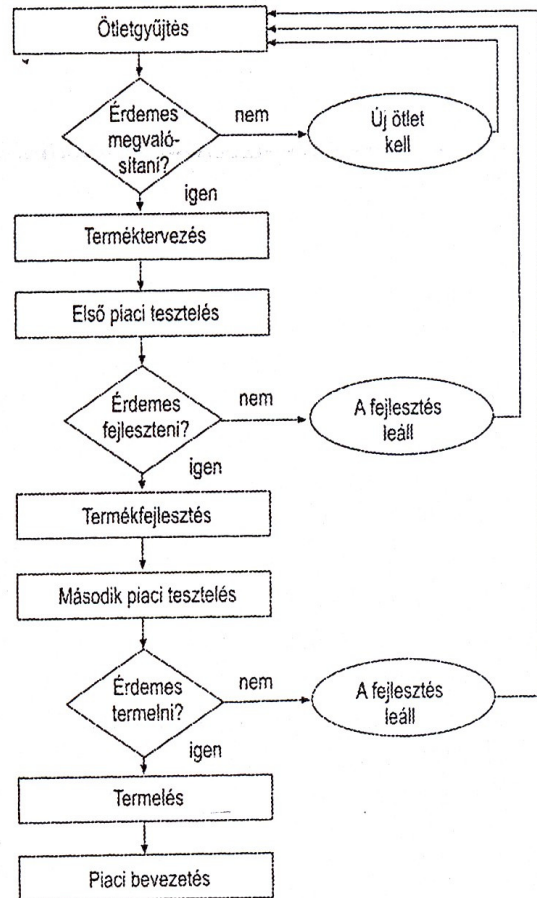 Ötletgyűjtés
Érdemes
megvaló-
sítani?
nem
Új ötlet
kell
igen
Terméktervezés
Első piaci tesztelés
Érdemes
fejleszteni?
nem
A fejlesztés
leáll
igen
Termékfejlesztés
Második piaci tesztelés
Érdemes
termelni?
nem
A fejlesztés
leáll
igen
Termelés
Piaci bevezetés